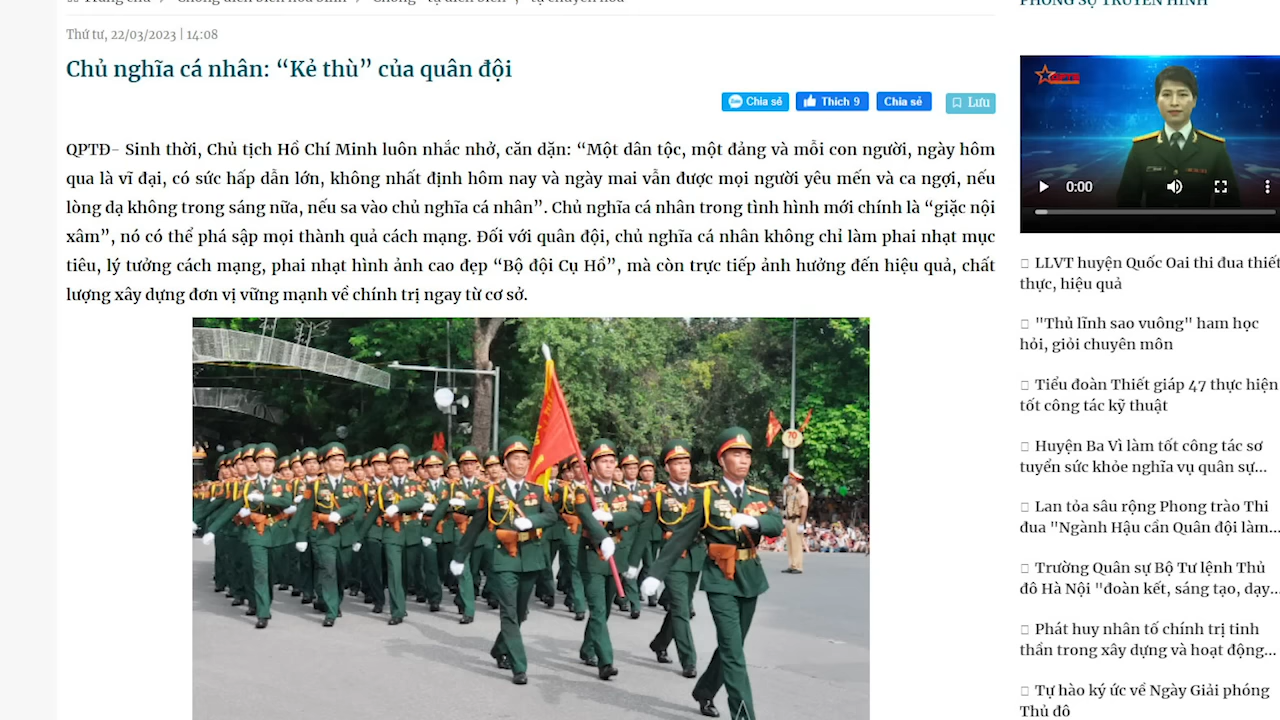 Thứ tư, 22/03/2023 | 14:08
Chủ nghĩa cá nhân: “Kẻ thù” của quân đội
Chia sẻ
Thích 9
Chia sẻ
Lưu
QPTĐ- Sinh thời, Chủ tịch Hồ Chí Minh luôn nhắc nhở, căn dặn: “Một dân tộc, một đảng và mỗi con người, ngày hôm
qua là vĩ đại, có sức hấp dẫn lớn, không nhất định hôm nay và ngày mai vẫn được mọi người yêu mến và ca ngợi, nếu
lòng dạ không trong sáng nữa, nếu sa vào chủ nghĩa cá nhân”. Chủ nghĩa cá nhân trong tình hình mới chính là “giặc nội
xâm”, nó có thể phá sập mọi thành quả cách mạng. Đối với quân đội, chủ nghĩa cá nhân không chỉ làm phai nhạt mục
tiêu, lý tưởng cách mạng, phai nhạt hình ảnh cao đẹp “Bộ đội Cụ Hồ”, mà còn trực tiếp ảnh hưởng đến hiệu quả, chất
lượng xây dựng đơn vị vững mạnh về chính trị ngay từ cơ sở.
70
PHÓNG SỰ TRUYỀN HÌNH
0:00
LLVT huyện Quốc Oai thi đua thiết
thực, hiệu quả
"Thủ lĩnh sao vuông" ham học
hỏi, giỏi chuyên môn
Tiểu đoàn Thiết giáp 47 thực hiện
tốt công tác kỹ thuật
Huyện Ba Vì làm tốt công tác sơ
tuyển sức khỏe nghĩa vụ quân sự...
Lan tỏa sâu rộng Phong trào Thi
đua "Ngành Hậu cần Quân đội làm...
Trường Quân sự Bộ Tư lệnh Thủ
đô Hà Nội "đoàn kết, sáng tạo, dạy...
Phát huy nhân tố chính trị tinh
thần trong xây dựng và hoạt động...
Tự hào ký ức về Ngày Giải phóng
Thủ đô